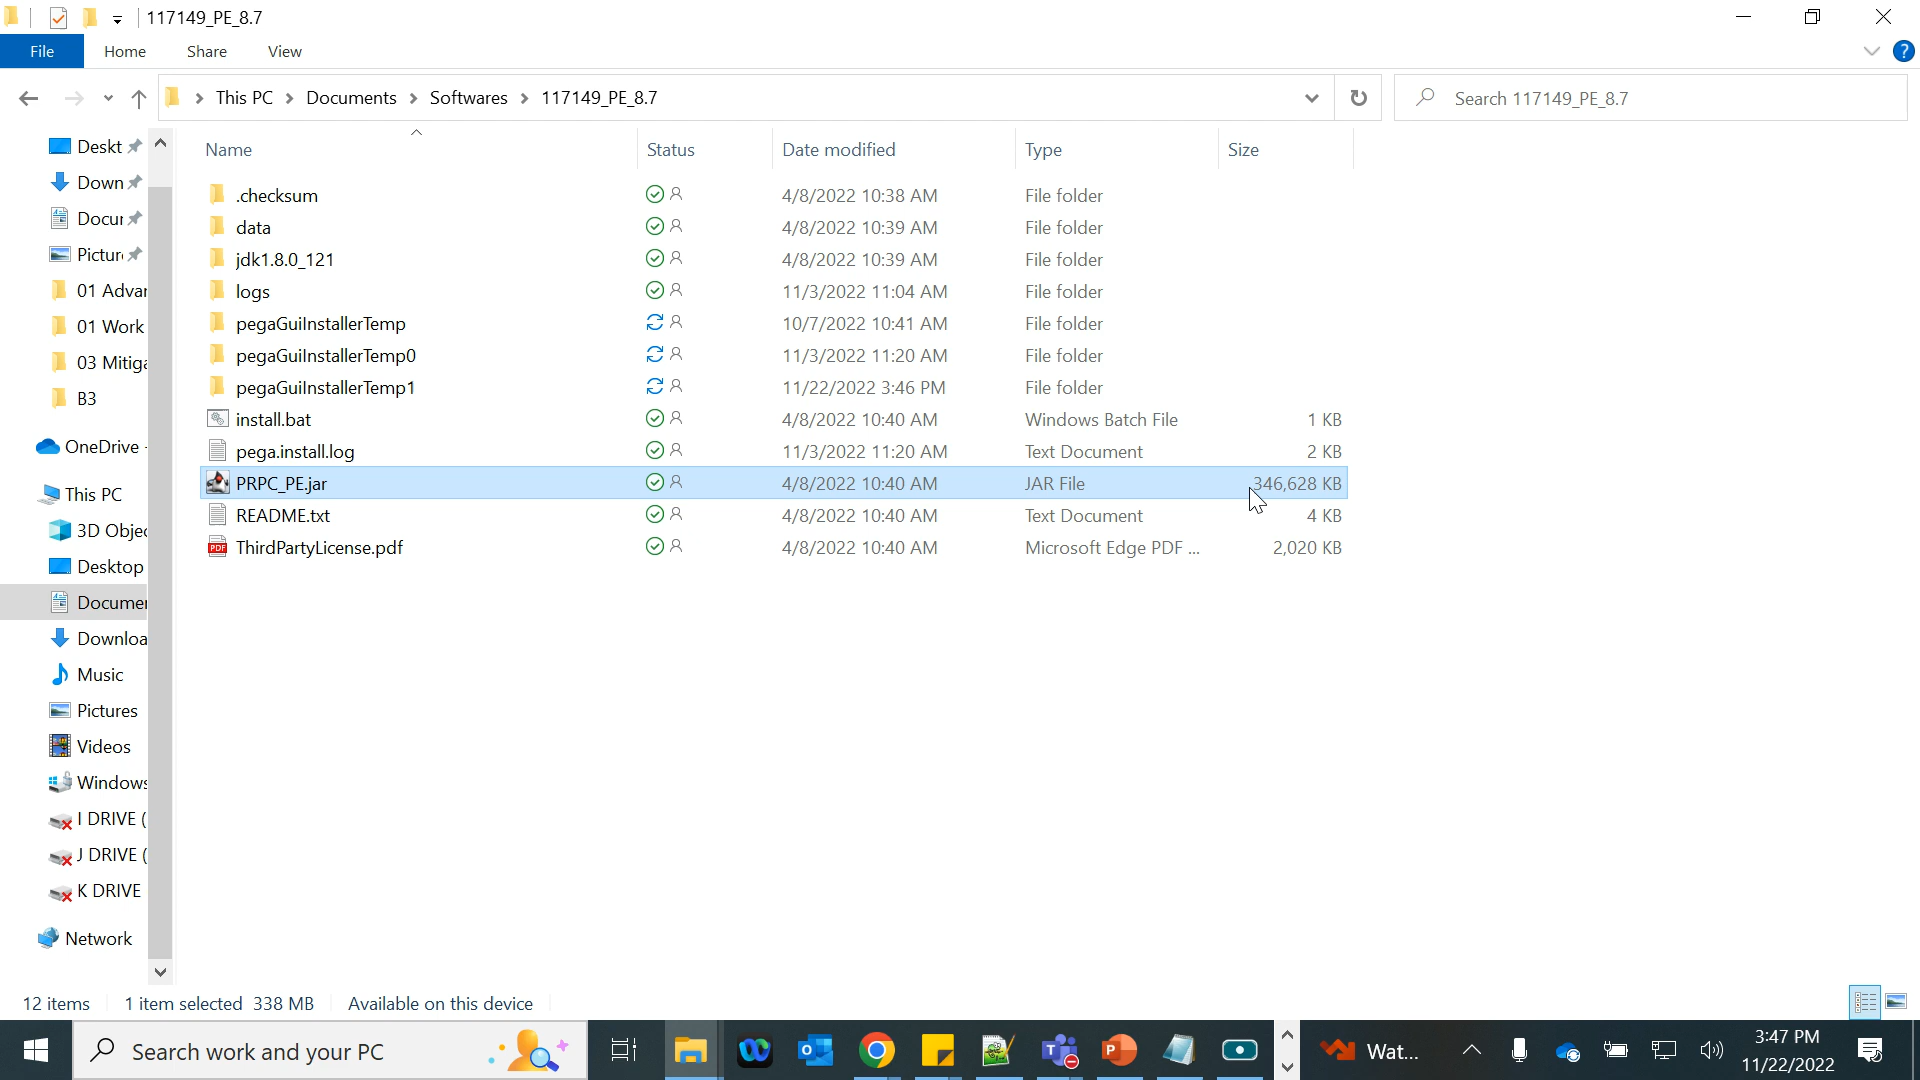 117149_PE_8.7
File Home Share View
This PC > Documents > Softwares > 117149_PE_8.7
Search 117149_PE_8.7
Name Status Date modified Type Size
.checksum 4/8/2022 10:38 AM File folder
data 4/8/2022 10:39 AM File folder
jdk1.8.0_121 4/8/2022 10:39 AM File folder
logs 11/3/2022 11:04 AM File folder
pegaGuiInstallerTemp 10/7/2022 10:41 AM File folder
pegaGuiInstallerTemp0 11/3/2022 11:20 AM File folder
pegaGuiInstallerTemp1 11/22/2022 3:46 PM File folder
install.bat 4/8/2022 10:40 AM Windows Batch File 1 KB
pega.install.log 11/3/2022 11:20 AM Text Document 2 KB
PRPC_PE.jar 4/8/2022 10:40 AM JAR File 346,628 KB
README.txt 4/8/2022 10:40 AM Text Document 4 KB
ThirdPartyLicense.pdf 4/8/2022 10:40 AM Microsoft Edge PDF ... 2,020 KB
Deskt
Down
Docur
Pictur
01 Advar
01 Work
03 Mitiga
B3
OneDrive -
This PC
3D Objec
Desktop
Documer
Downloa
Music
Pictures
Videos
Windows
I DRIVE (
J DRIVE (
K DRIVE
Network
12 items 1 item selected 338 MB Available on this device
Search work and your PC
Wat...
3:47 PM
11/22/2022